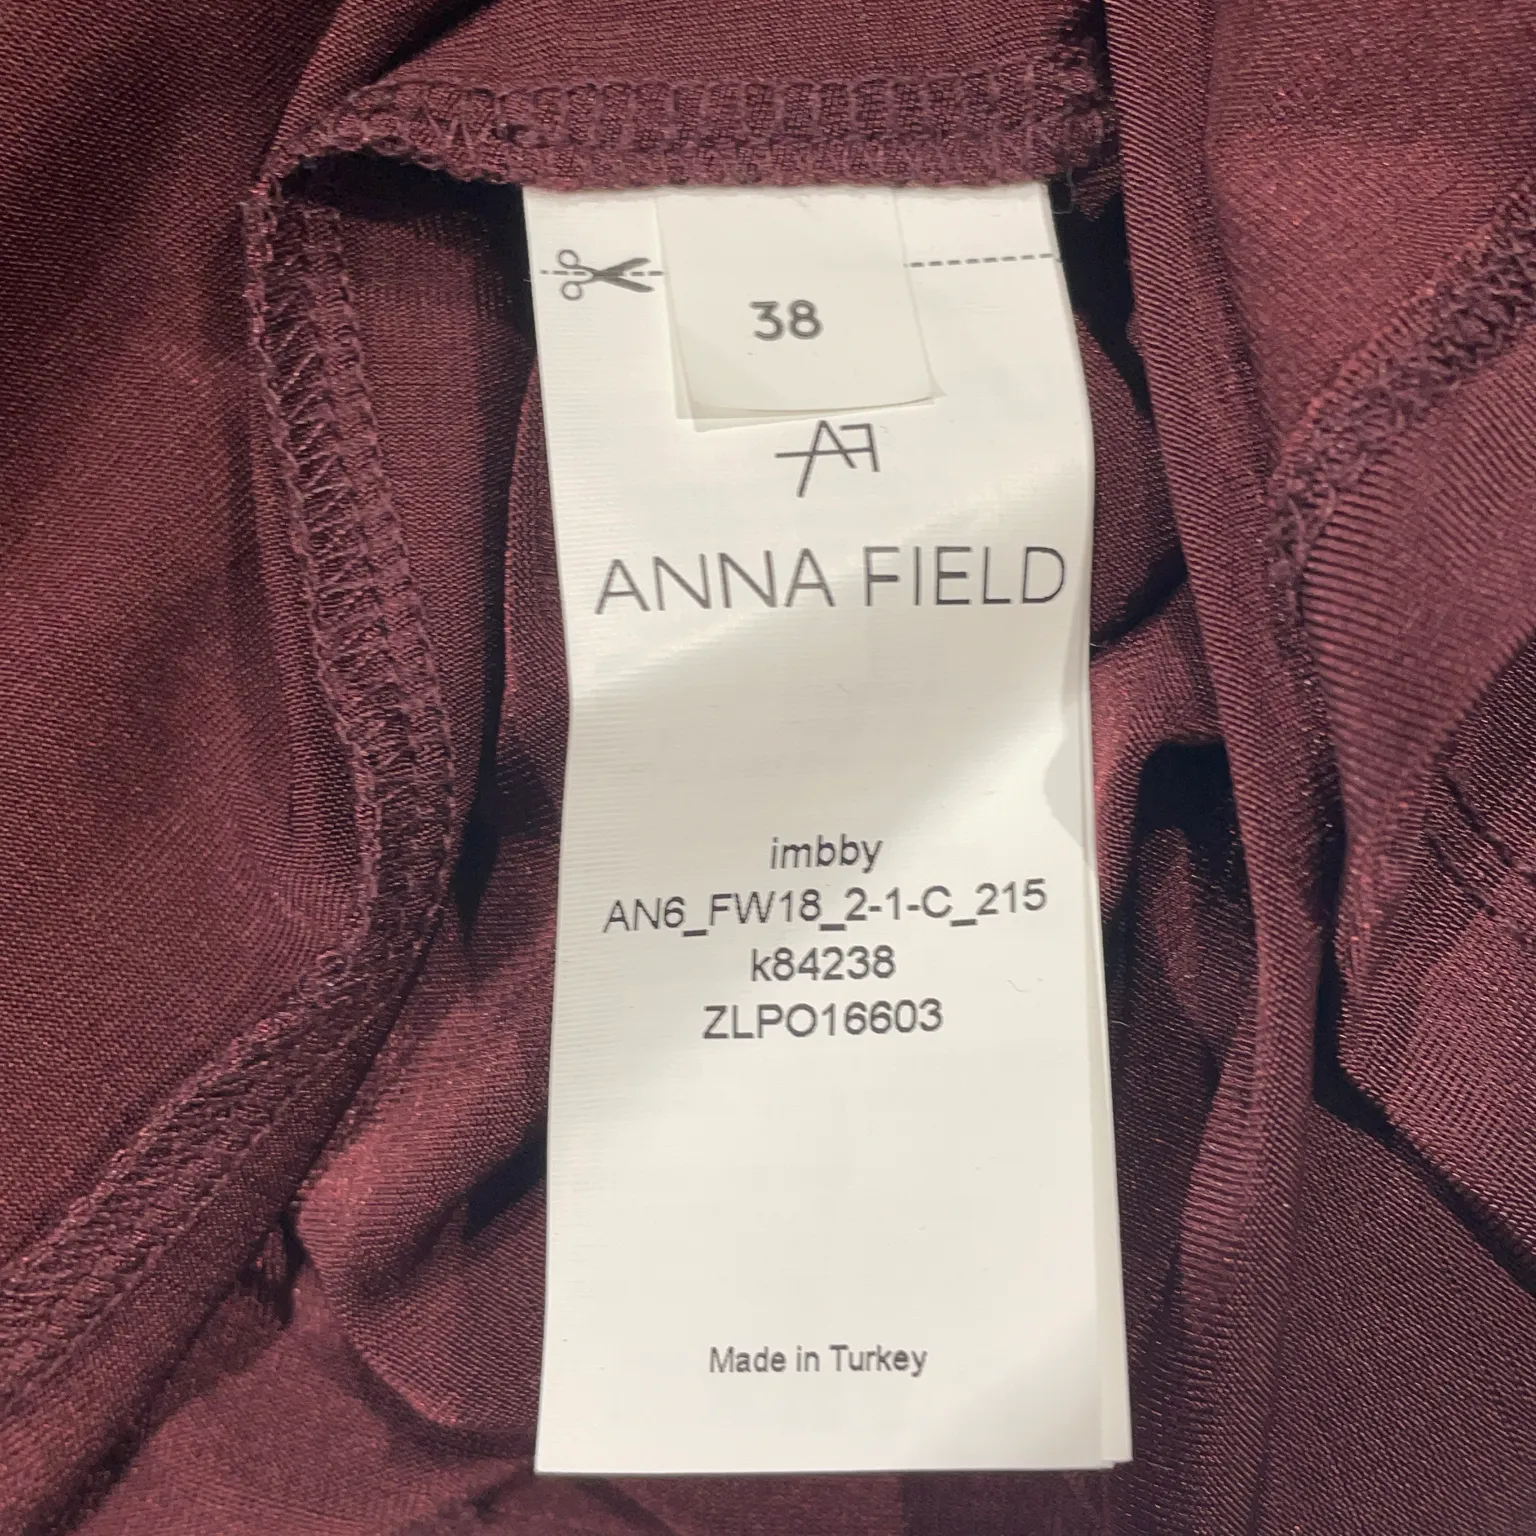 38
AF
ANNA FIELD
imbby
AN6_FW18_2-1-C_215
k84238
ZLPO16603
Made in Turkey